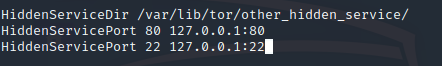 HiddenServiceDir /var/lib/tor/other_hidden_service/
HiddenServicePort 80 127.0.0.1:80
HiddenServicePort 22 127.0.0.1:22